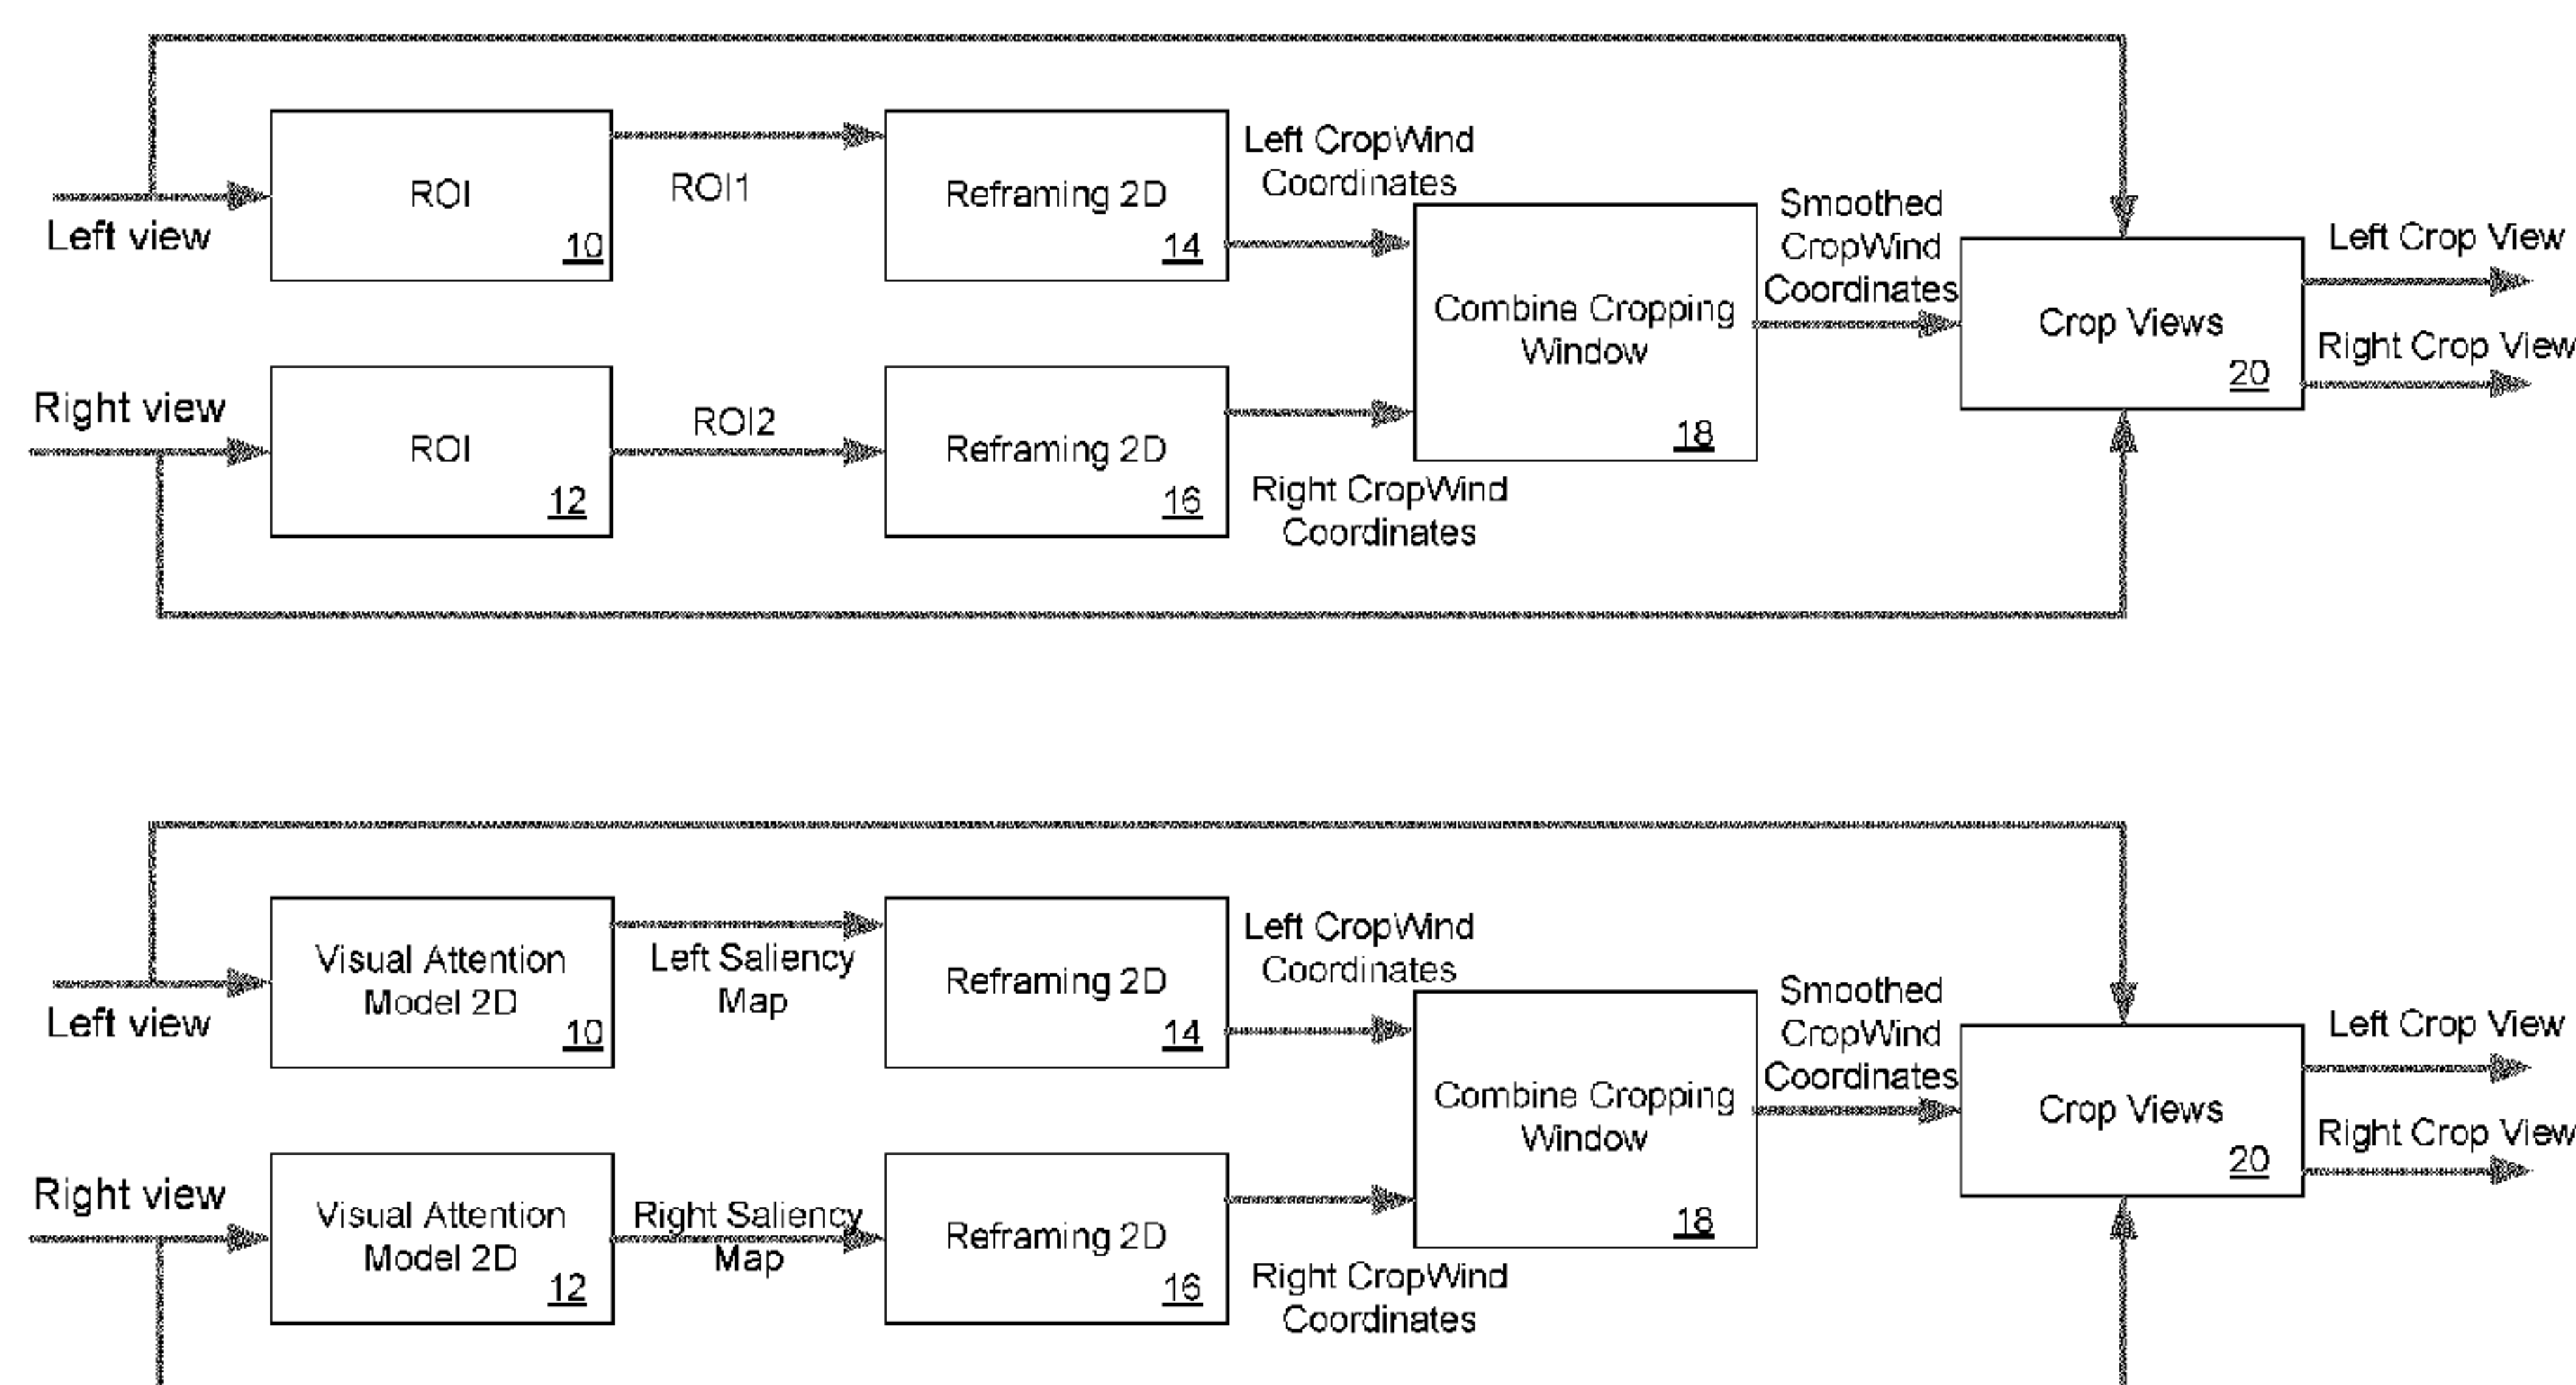 Left view
ROI
10
ROI1
Reframing 2D
14
Left CropWind
Coordinates
Right view
ROI
12
ROI2
Reframing 2D
16
Right CropWind
Coordinates
Combine Cropping
Window
18
Smoothed
CropWind
Coordinates
Crop Views
20
Left Crop View
Right Crop View
Left view
Visual Attention
Model 2D
10
Left Saliency
Map
Reframing 2D
14
Left CropWind
Coordinates
Right view
Visual Attention
Model 2D
12
Right Saliency
Map
Reframing 2D
16
Right CropWind
Coordinates
Combine Cropping
Window
18
Smoothed
CropWind
Coordinates
Crop Views
20
Left Crop View
Right Crop View